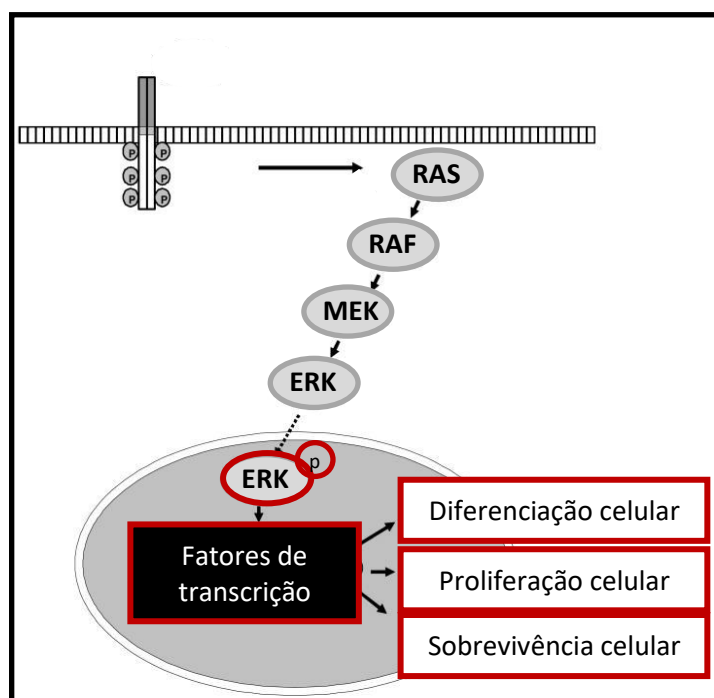 P P
P P
P P
RAS
RAF
MEK
ERK
ERK
p
Fatores de
transcrição
Diferenciação celular
Proliferação celular
Sobrevivência celular